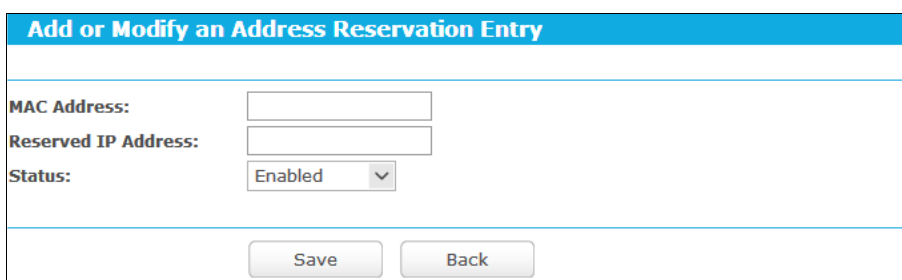 Add or Modify an Address Reservation Entry
MAC Address:
Reserved IP Address:
Status: Enabled
Save Back